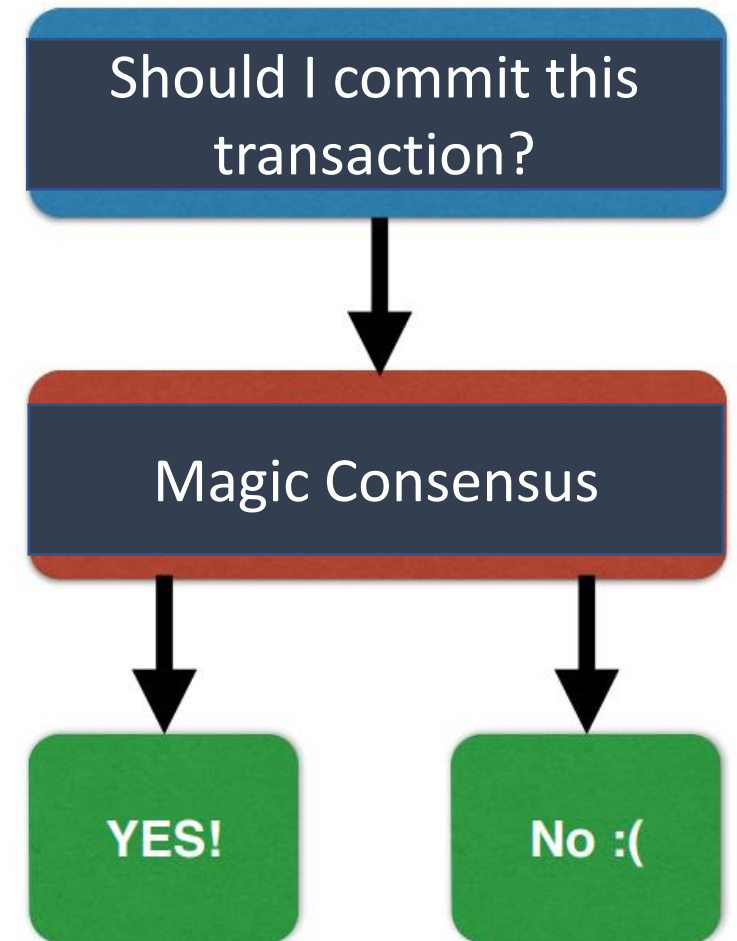 Should I commit this
transaction?
Magic Consensus
YES!
No :(